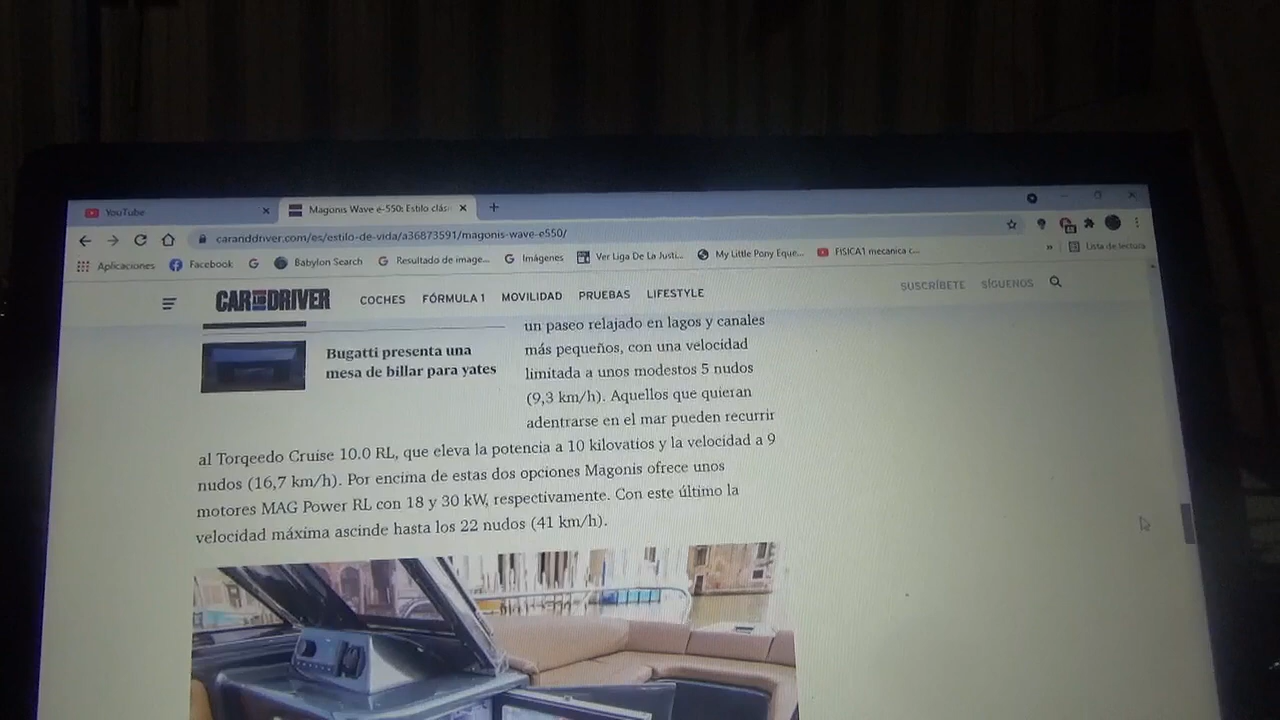 YouTube
Magonis Wave e-550: Estilo clás
caranddriver.com/es/estilo-de-vida/a36873591/magonis-wave-e550/
Aplicaciones Facebook Babylon Search Resultado de image... Imágenes Ver Liga De La Justi... My Little Pony Eque... FISICA1 mecanica c... » Lista de lectura
CAR AND DRIVER COCHES FÓRMULA 1 MOVILIDAD PRUEBAS LIFESTYLE SUSCRÍBETE SÍGUENOS
Bugatti presenta una
mesa de billar para yates
un paseo relajado en lagos y canales
más pequeños, con una velocidad
limitada a unos modestos 5 nudos
(9,3 km/h). Aquellos que quieran
adentrarse en el mar pueden recurrir
al Torqeedo Cruise 10.0 RL, que eleva la potencia a 10 kilovatios y la velocidad a 9
nudos (16,7 km/h). Por encima de estas dos opciones Magonis ofrece unos
motores MAG Power RL con 18 y 30 kW, respectivamente. Con este último la
velocidad máxima asciende hasta los 22 nudos (41 km/h).